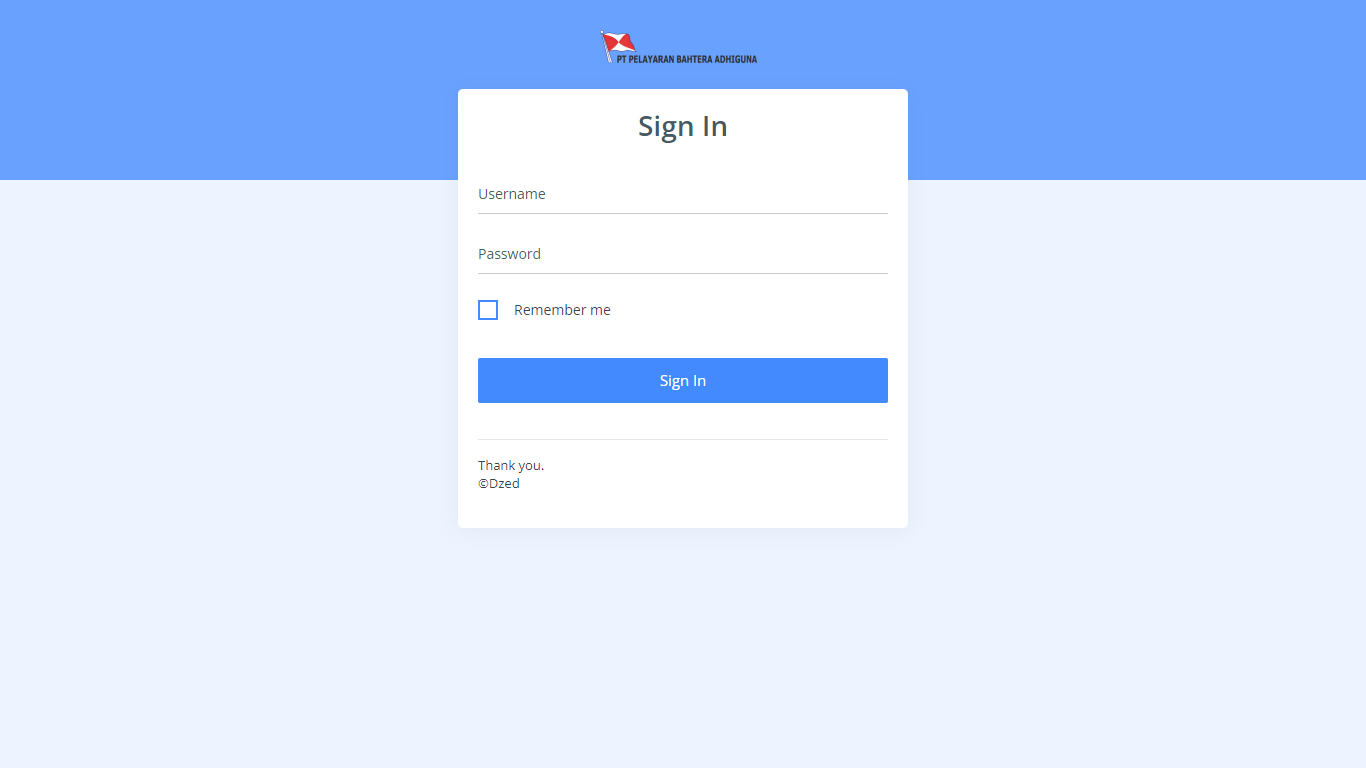 PT PELAYARAN BAHTERA ADHIGUNA
Sign In
Username
Password
Remember me
Sign In
Thank you.
©Dzed